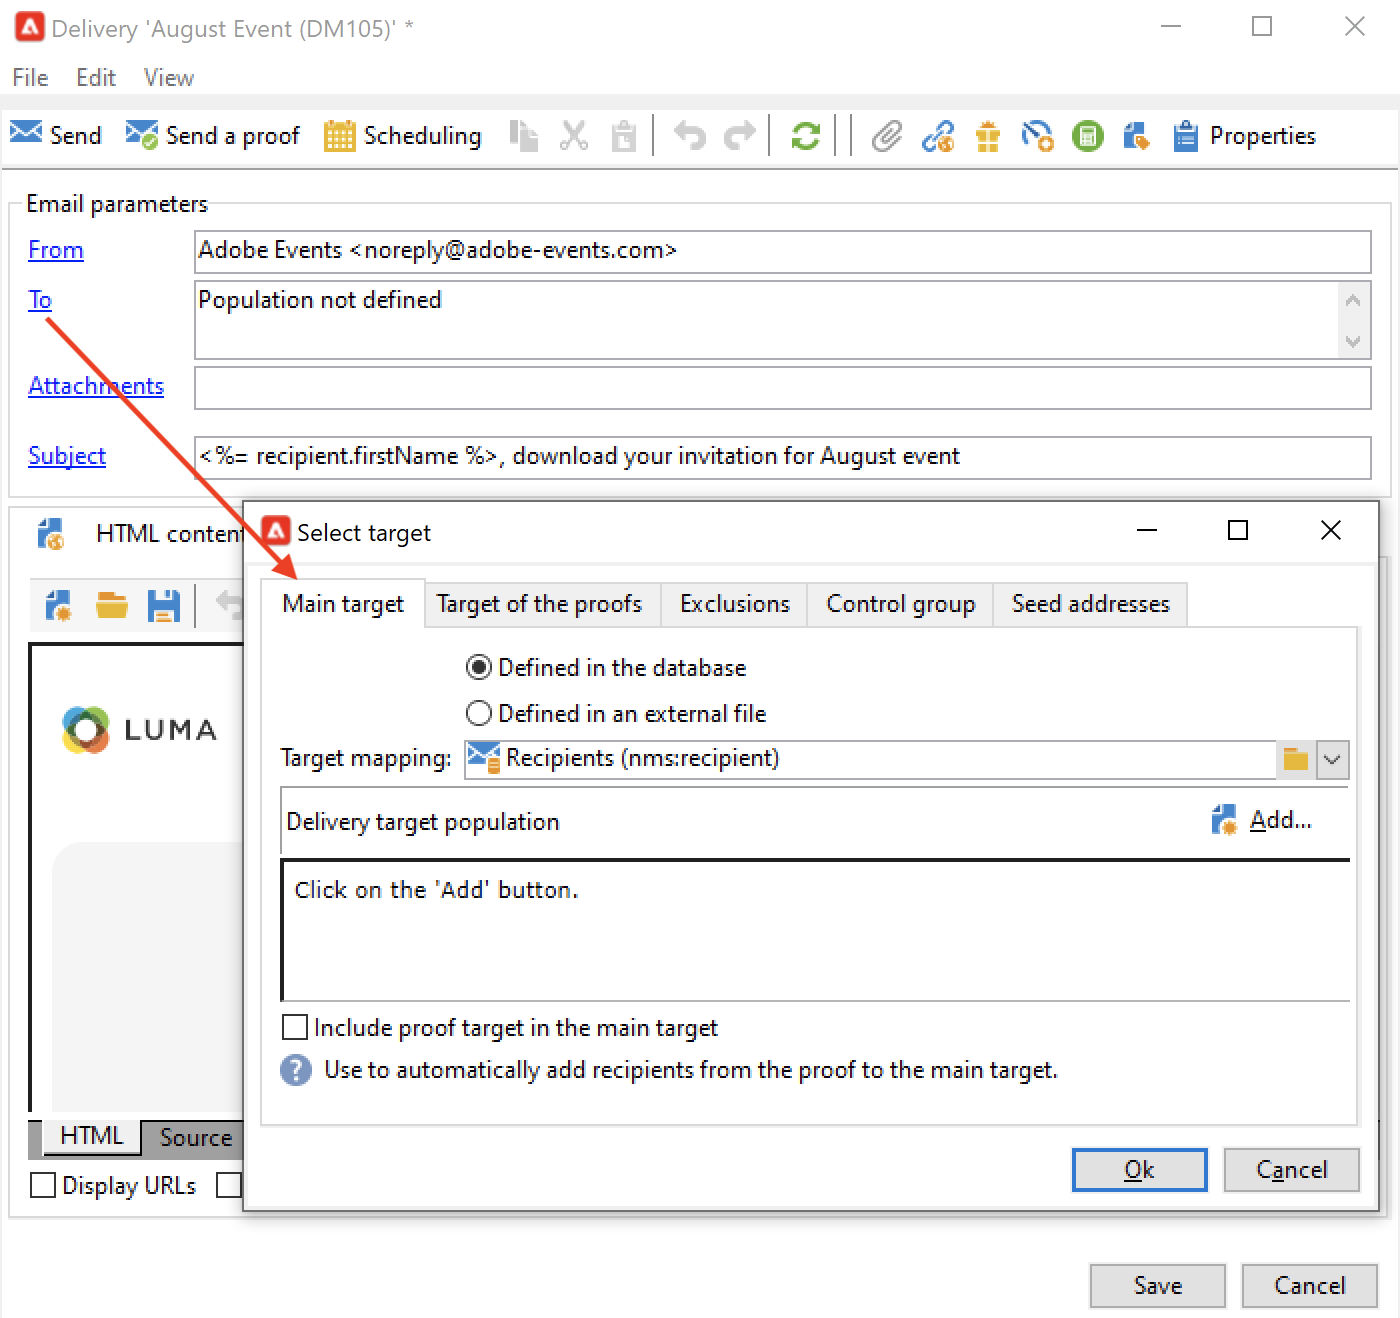 Delivery 'August Event (DM105)' *
File Edit View
Send Send a proof Scheduling Properties
Email parameters
From Adobe Events <noreply@adobe-events.com>
To Population not defined
Attachments
Subject <%= recipient.firstName %>, download your invitation for August event
HTML content
Select target
Main target Target of the proofs Exclusions Control group Seed addresses
Defined in the database
Defined in an external file
LUMA
Target mapping: Recipients (nms:recipient)
Delivery target population Add...
Click on the 'Add' button.
Include proof target in the main target
? Use to automatically add recipients from the proof to the main target.
HTML Source
Ok Cancel
Display URLs
Save Cancel